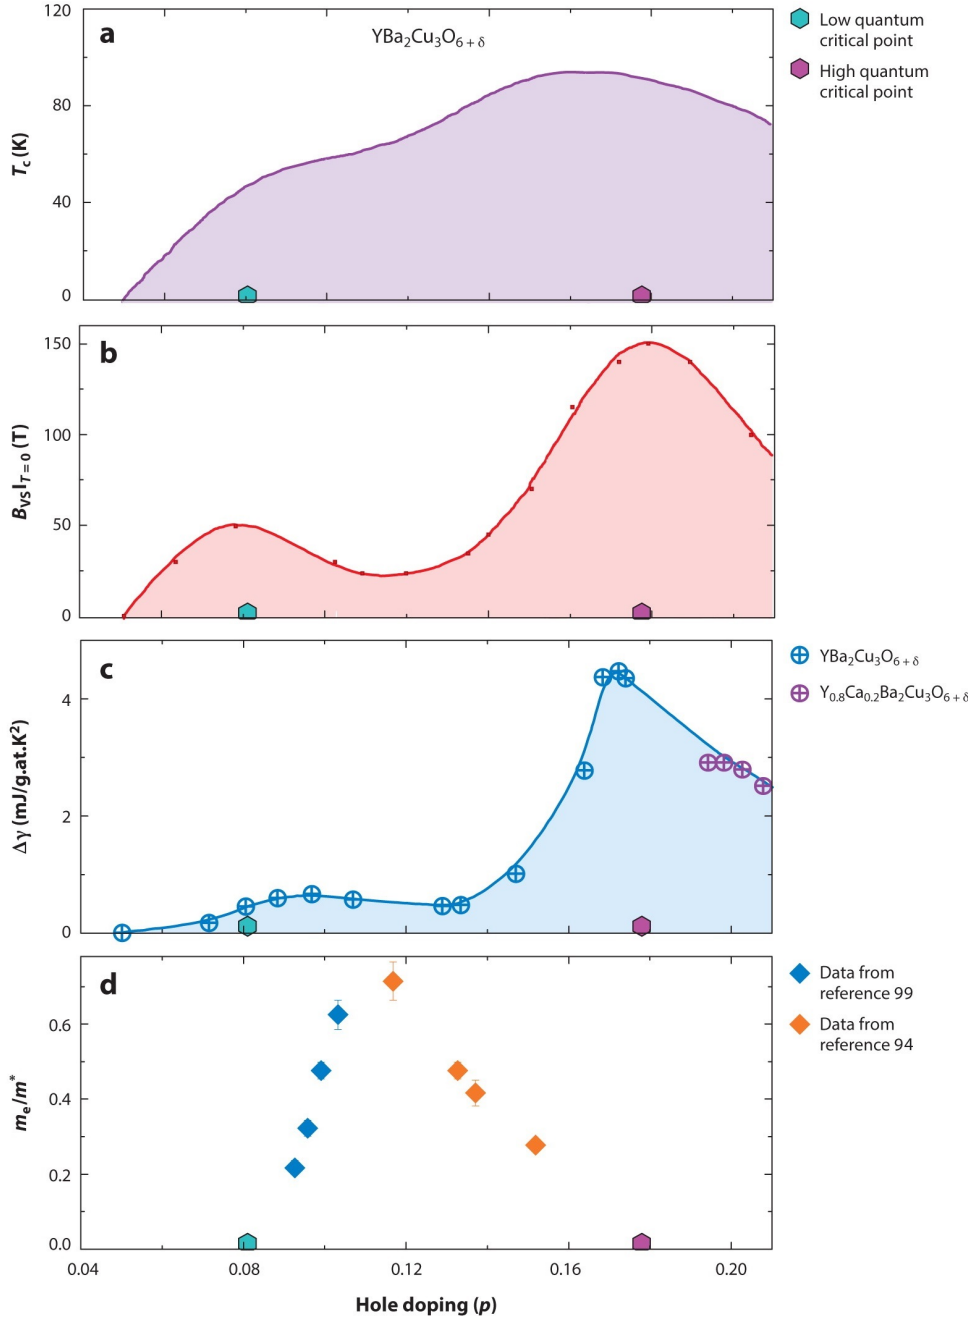 a
YBa₂Cu₃O₆₊δ
120
80
40
0
T꜀ (K)
Low quantum
critical point
High quantum
critical point
b
150
100
50
0
B_VS|_T=0 (T)
c
4
2
0
Δγ (mJ/g.at.K²)
YBa₂Cu₃O₆₊δ
Y₀.₈Ca₀.₂Ba₂Cu₃O₆₊δ
d
0.6
0.4
0.2
0.0
mₑ/m*
Data from
reference 99
Data from
reference 94
0.04 0.08 0.12 0.16 0.20
Hole doping (p)